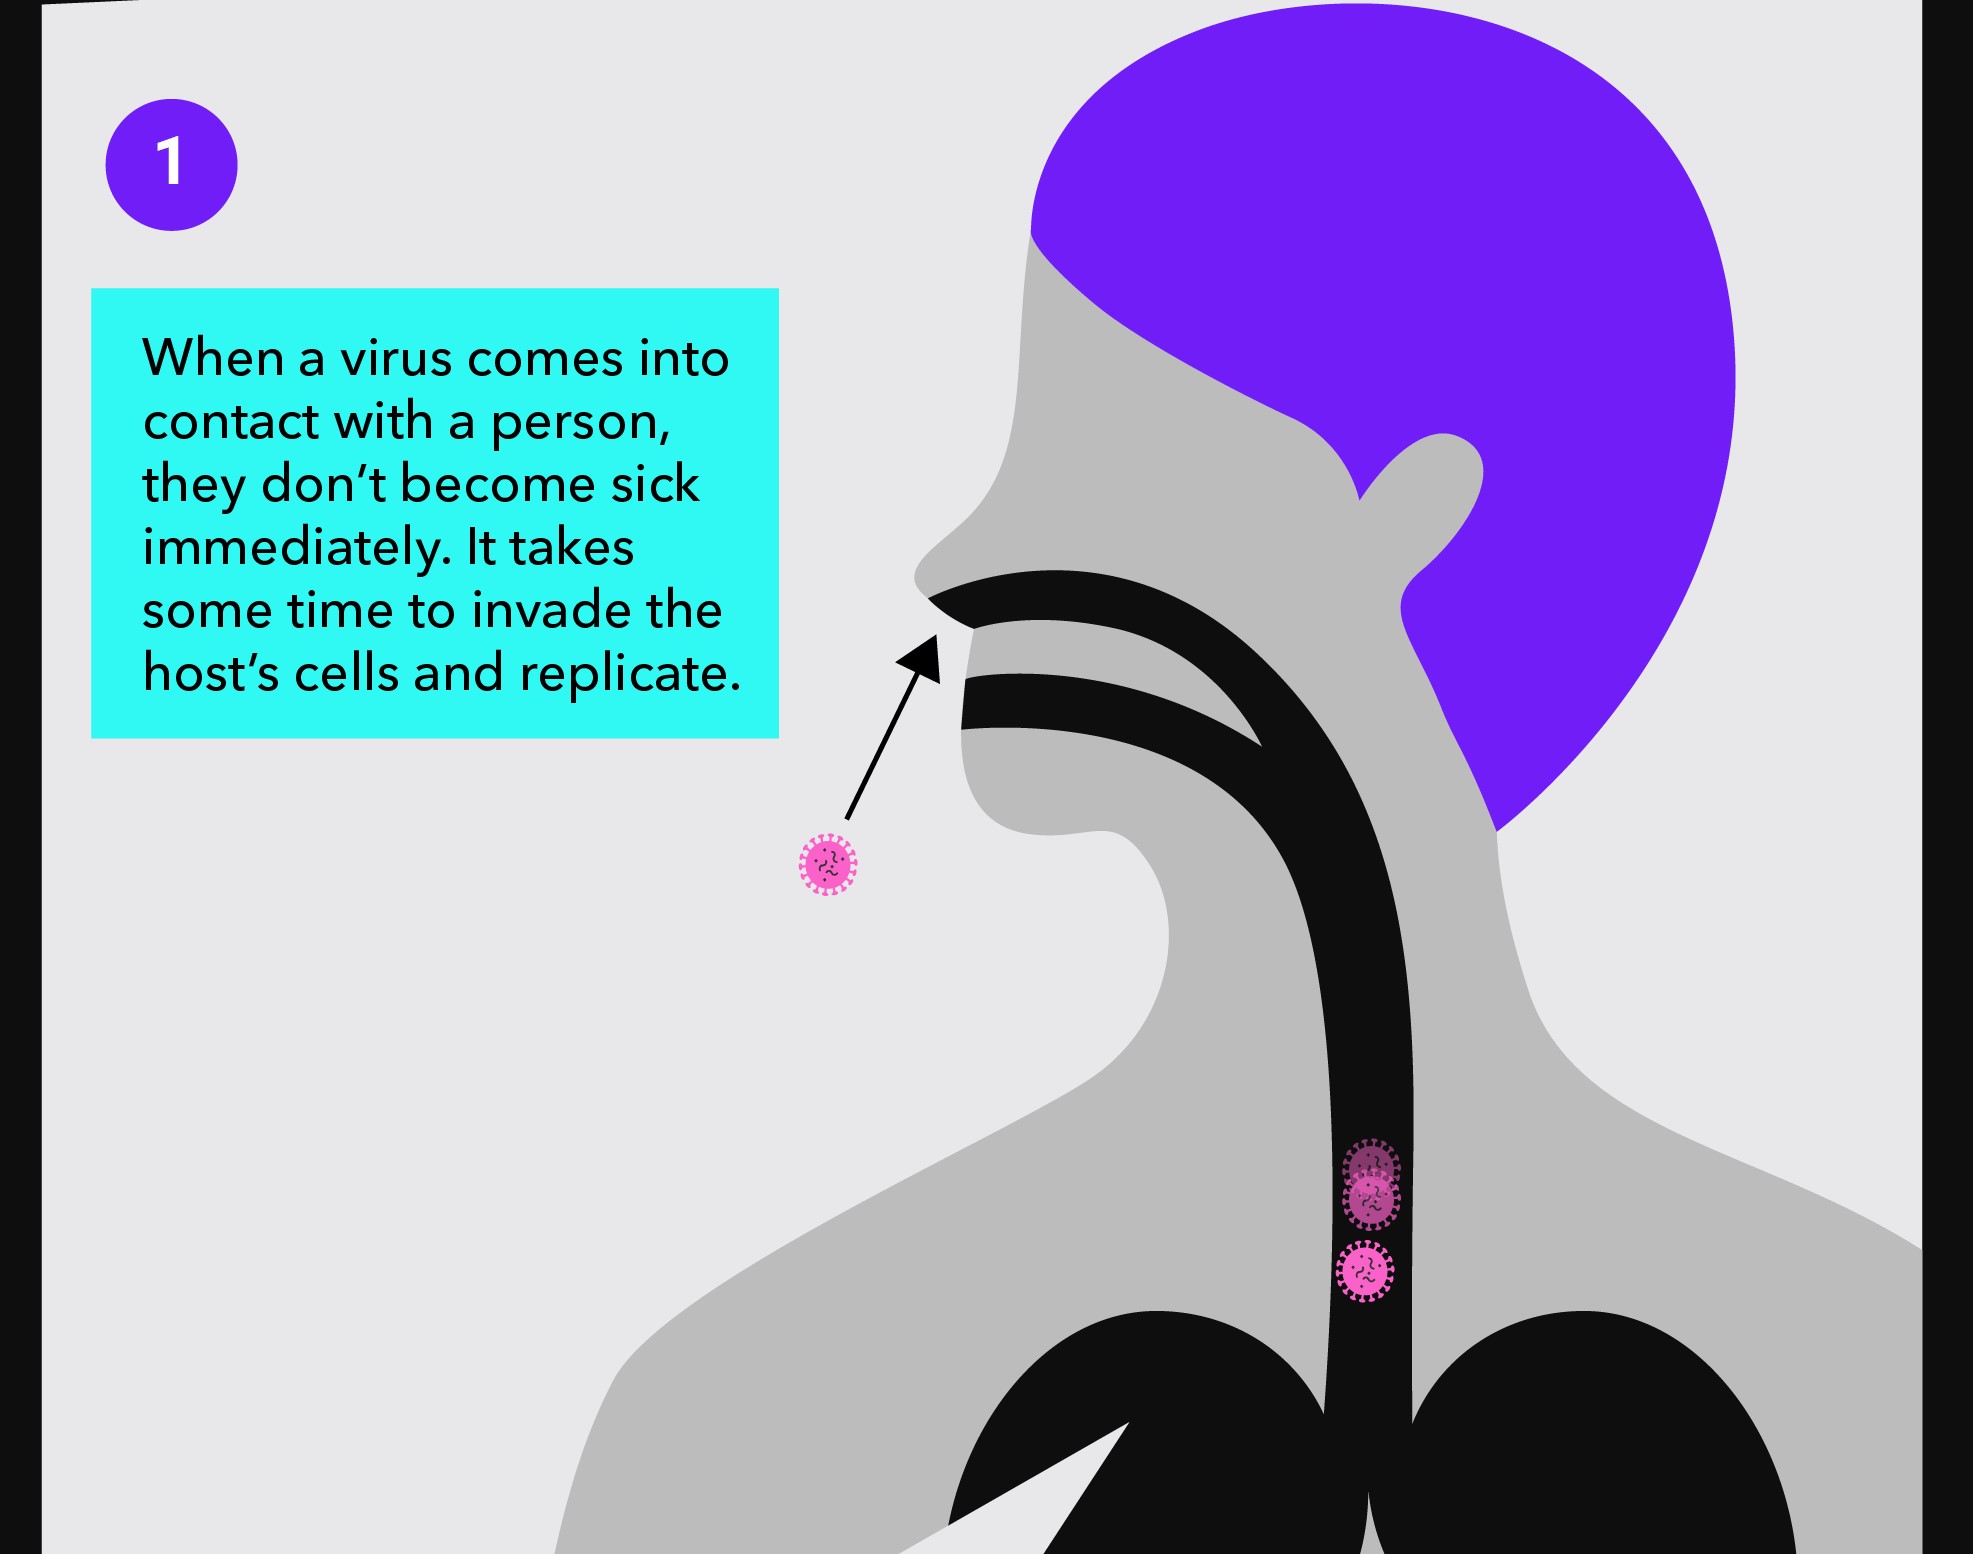 1
When a virus comes into
contact with a person,
they don’t become sick
immediately. It takes
some time to invade the
host’s cells and replicate.